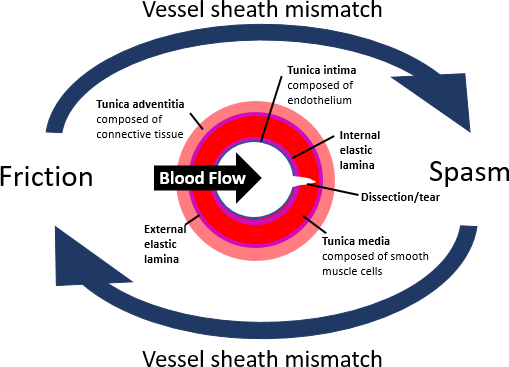 Vessel sheath mismatch
Tunica intima
composed of
endothelium
Tunica adventitia
composed of
connective tissue
Internal
elastic
lamina
Friction
Blood Flow
Spasm
Dissection/tear
External
elastic
lamina
Tunica media
composed of smooth
muscle cells
Vessel sheath mismatch